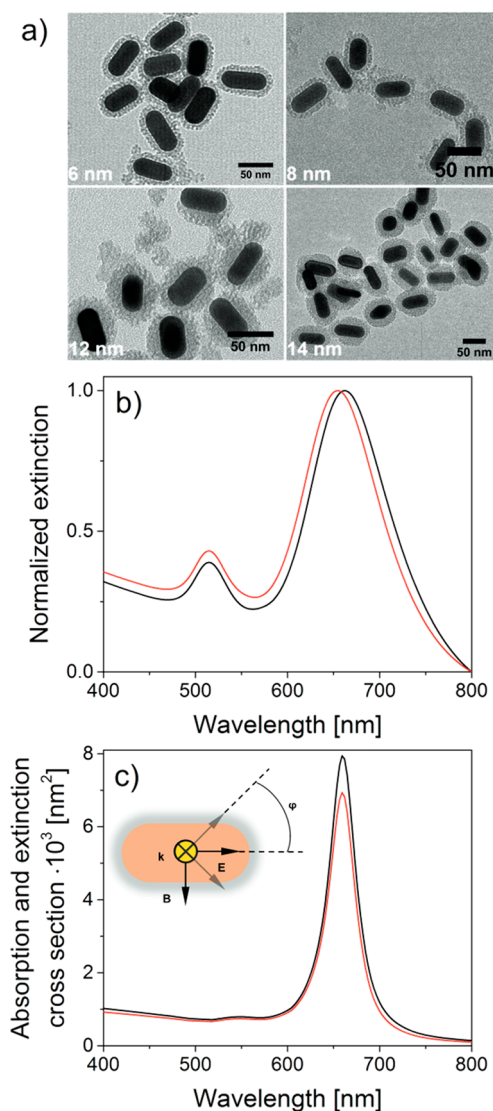 a)
6 nm
50 nm
8 nm
50 nm
12 nm
50 nm
14 nm
50 nm
b)
1.0
0.5
0.0
Normalized extinction
400 500 600 700 800
Wavelength [nm]
c)
8
6
4
2
0
Absorption and extinction
cross section ·10³ [nm²]
φ
k
E
B
400 500 600 700 800
Wavelength [nm]